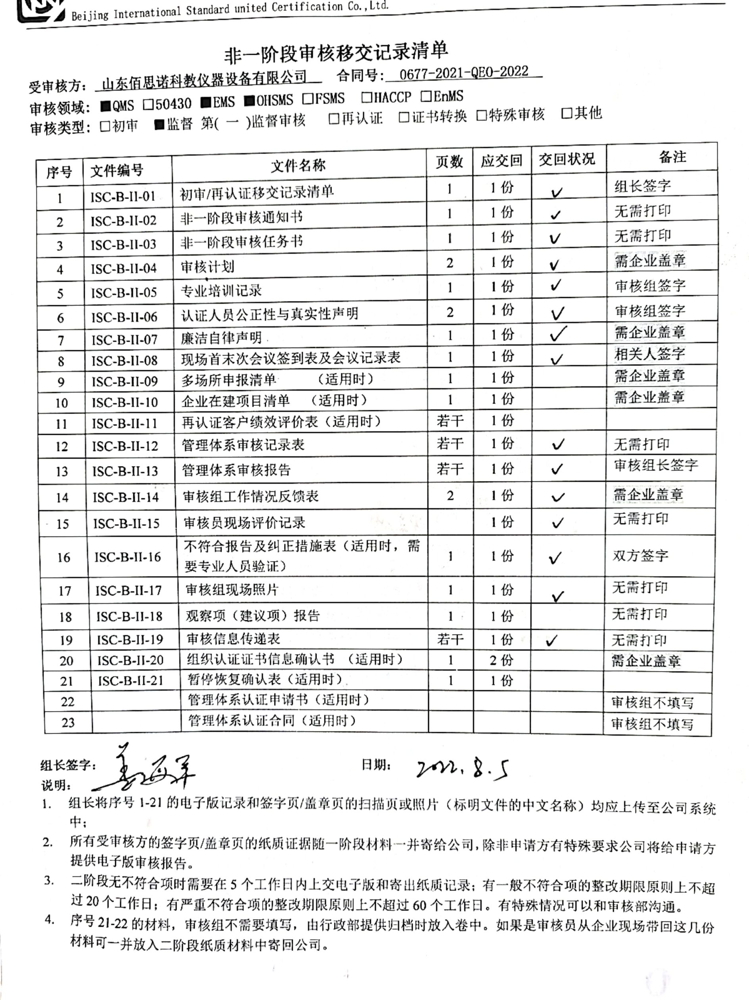 Beijing International Standard united Certification Co.,Ltd.
非一阶段审核移交记录清单
受审核方： 山东佰思诺科教仪器设备有限公司 合同号： 0677-2021-QEO-2022
审核领域：■QMS □50430 ■EMS ■OHSMS □FSMS □HACCP □EnMS
审核类型：□初审 ■监督 第( 一 )监督审核 □再认证 □证书转换 □特殊审核 □其他
序号 文件编号 文件名称 页数 应交回 交回状况 备注
1 ISC-B-II-01 初审/再认证移交记录清单 1 1 份 ✓ 组长签字
2 ISC-B-II-02 非一阶段审核通知书 1 1 份 ✓ 无需打印
3 ISC-B-II-03 非一阶段审核任务书 1 1 份 ✓ 无需打印
4 ISC-B-II-04 审核计划 2 1 份 ✓ 需企业盖章
5 ISC-B-II-05 专业培训记录 1 1 份 ✓ 审核组签字
6 ISC-B-II-06 认证人员公正性与真实性声明 2 1 份 ✓ 审核组签字
7 ISC-B-II-07 廉洁自律声明 1 1 份 ✓ 需企业盖章
8 ISC-B-II-08 现场首末次会议签到表及会议记录表 1 1 份 ✓ 相关人签字
9 ISC-B-II-09 多场所申报清单 （适用时） 1 1 份 需企业盖章
10 ISC-B-II-10 企业在建项目清单 （适用时） 1 1 份 需企业盖章
11 ISC-B-II-11 再认证客户绩效评价表（适用时） 若干 1 份
12 ISC-B-II-12 管理体系审核记录表 若干 1 份 ✓ 无需打印
13 ISC-B-II-13 管理体系审核报告 若干 1 份 ✓ 审核组长签字
14 ISC-B-II-14 审核组工作情况反馈表 2 1 份 ✓ 需企业盖章
15 ISC-B-II-15 审核员现场评价记录 1 份 ✓ 无需打印
16 ISC-B-II-16 不符合报告及纠正措施表（适用时，需
要专业人员验证） 1 1 份 ✓ 双方签字
17 ISC-B-II-17 审核组现场照片 1 1 份 ✓ 无需打印
18 ISC-B-II-18 观察项（建议项）报告 1 1 份 无需打印
19 ISC-B-II-19 审核信息传递表 若干 1 份 ✓ 无需打印
20 ISC-B-II-20 组织认证证书信息确认书 （适用时） 1 2 份 需企业盖章
21 ISC-B-II-21 暂停恢复确认表（适用时） 1 1 份
22 管理体系认证申请书（适用时） 审核组不填写
23 管理体系认证合同（适用时） 审核组不填写
组长签字： 日期： 2022.8.5
说明：
1. 组长将序号 1-21 的电子版记录和签字页/盖章页的扫描页或照片（标明文件的中文名称）均应上传至公司系统
中；
2. 所有受审核方的签字页/盖章页的纸质证据随一阶段材料一并寄给公司,除非申请方有特殊要求公司将给申请方
提供电子版审核报告。
3. 二阶段无不符合项时需要在 5 个工作日内上交电子版和寄出纸质记录；有一般不符合项的整改期限原则上不超
过 20 个工作日；有严重不符合项的整改期限原则上不超过 60 个工作日。有特殊情况可以和审核部沟通。
4. 序号 21-22 的材料，审核组不需要填写，由行政部提供归档时放入卷中。如果是审核员从企业现场带回这几份
材料可一并放入二阶段纸质材料中寄回公司。